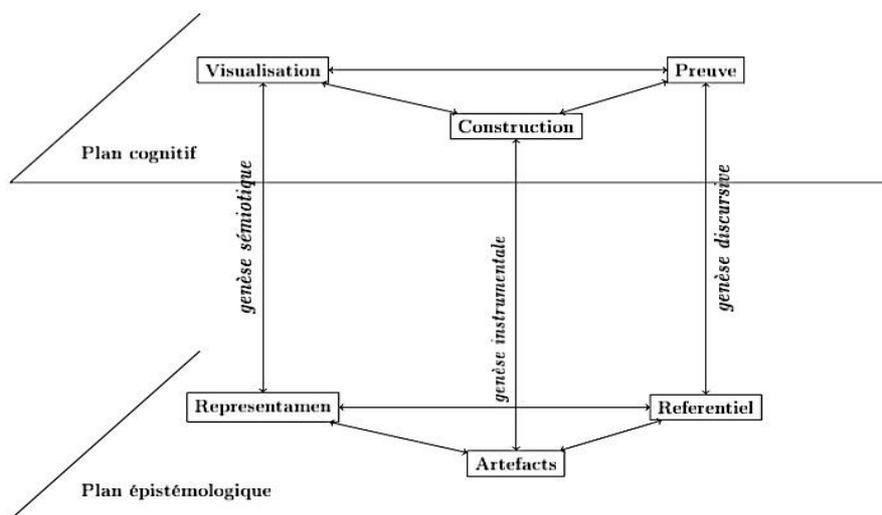 Visualisation
Preuve
Construction
Plan cognitif
genèse sémiotique
genèse instrumentale
genèse discursive
Representamen
Referentiel
Artefacts
Plan épistémologique